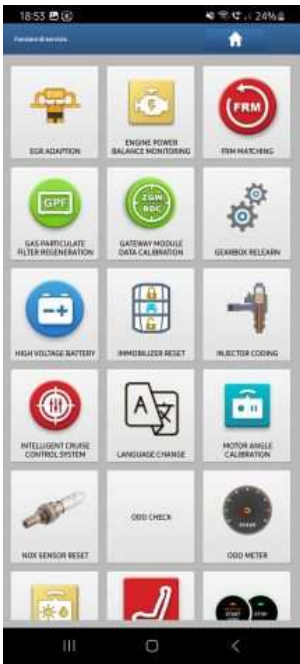 18:53
24%
Funzioni di servizio
EGR ADAPTION
ENGINE POWER
BALANCE MONITORING
FRM
FRM MATCHING
GPF
GAS PARTICULATE
FILTER REGENERATION
ZGW
BDC
GATEWAY MODULE
DATA CALIBRATION
GEARBOX RELEARN
HIGH VOLTAGE BATTERY
IMMOBILIZER RESET
INJECTOR CODING
INTELLIGENT CRUISE
CONTROL SYSTEM
A 文
LANGUAGE CHANGE
MOTOR ANGLE
CALIBRATION
NOX SENSOR RESET
ODO CHECK
ODO METER